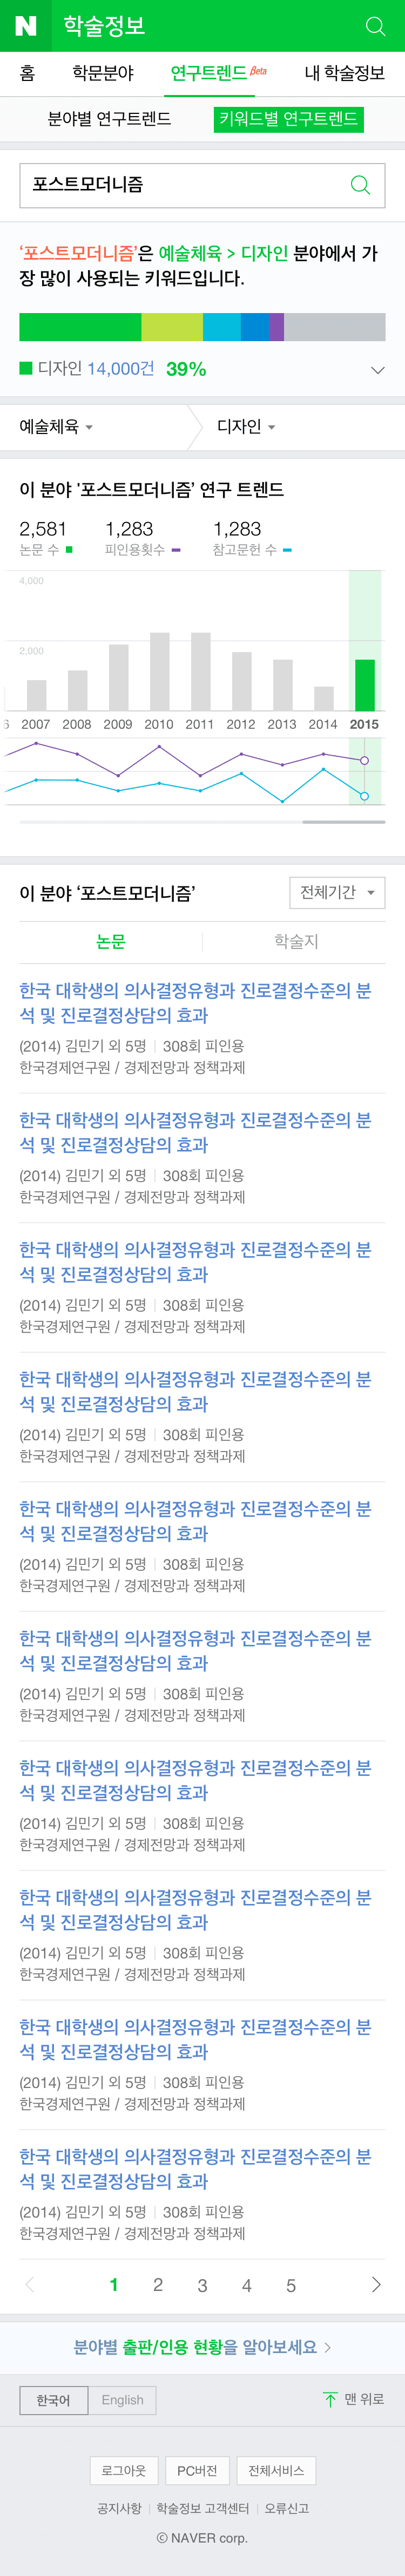 N 학술정보
홈 학문분야 연구트렌드 Beta 내 학술정보
분야별 연구트렌드 키워드별 연구트렌드
포스트모더니즘
‘포스트모더니즘’은 예술체육 > 디자인 분야에서 가
장 많이 사용되는 키워드입니다.
디자인 14,000건 39%
예술체육 디자인
이 분야 '포스트모더니즘’ 연구 트렌드
2,581 1,283 1,283
논문 수 피인용횟수 참고문헌 수
4,000
2,000
6 2007 2008 2009 2010 2011 2012 2013 2014 2015
이 분야 ‘포스트모더니즘’ 전체기간
논문 학술지
한국 대학생의 의사결정유형과 진로결정수준의 분
석 및 진로결정상담의 효과
(2014) 김민기 외 5명 308회 피인용
한국경제연구원 / 경제전망과 정책과제
한국 대학생의 의사결정유형과 진로결정수준의 분
석 및 진로결정상담의 효과
(2014) 김민기 외 5명 308회 피인용
한국경제연구원 / 경제전망과 정책과제
한국 대학생의 의사결정유형과 진로결정수준의 분
석 및 진로결정상담의 효과
(2014) 김민기 외 5명 308회 피인용
한국경제연구원 / 경제전망과 정책과제
한국 대학생의 의사결정유형과 진로결정수준의 분
석 및 진로결정상담의 효과
(2014) 김민기 외 5명 308회 피인용
한국경제연구원 / 경제전망과 정책과제
한국 대학생의 의사결정유형과 진로결정수준의 분
석 및 진로결정상담의 효과
(2014) 김민기 외 5명 308회 피인용
한국경제연구원 / 경제전망과 정책과제
한국 대학생의 의사결정유형과 진로결정수준의 분
석 및 진로결정상담의 효과
(2014) 김민기 외 5명 308회 피인용
한국경제연구원 / 경제전망과 정책과제
한국 대학생의 의사결정유형과 진로결정수준의 분
석 및 진로결정상담의 효과
(2014) 김민기 외 5명 308회 피인용
한국경제연구원 / 경제전망과 정책과제
한국 대학생의 의사결정유형과 진로결정수준의 분
석 및 진로결정상담의 효과
(2014) 김민기 외 5명 308회 피인용
한국경제연구원 / 경제전망과 정책과제
한국 대학생의 의사결정유형과 진로결정수준의 분
석 및 진로결정상담의 효과
(2014) 김민기 외 5명 308회 피인용
한국경제연구원 / 경제전망과 정책과제
한국 대학생의 의사결정유형과 진로결정수준의 분
석 및 진로결정상담의 효과
(2014) 김민기 외 5명 308회 피인용
한국경제연구원 / 경제전망과 정책과제
1 2 3 4 5
분야별 출판/인용 현황을 알아보세요
한국어 English 맨 위로
로그아웃 PC버전 전체서비스
공지사항 학술정보 고객센터 오류신고
ⓒ NAVER corp.